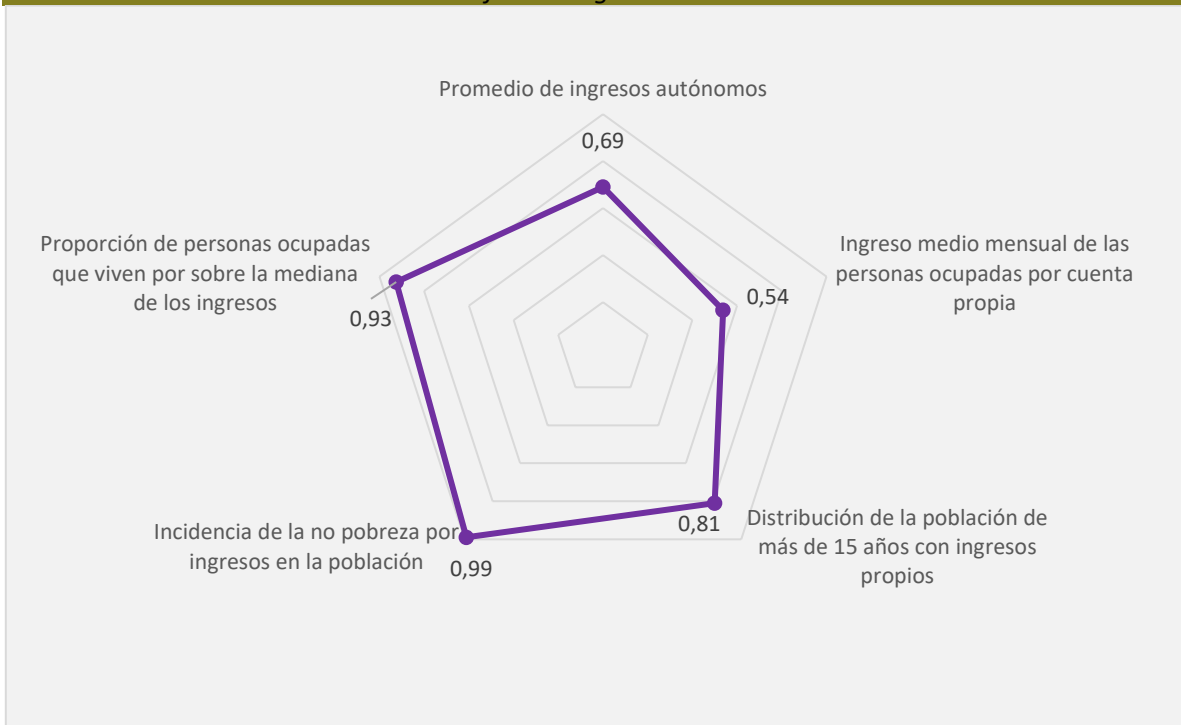 Promedio de ingresos autónomos
0,69
Proporción de personas ocupadas
que viven por sobre la mediana
de los ingresos
0,93
Ingreso medio mensual de las
personas ocupadas por cuenta
propia
0,54
Incidencia de la no pobreza por
ingresos en la población
0,99
0,81
Distribución de la población de
más de 15 años con ingresos
propios